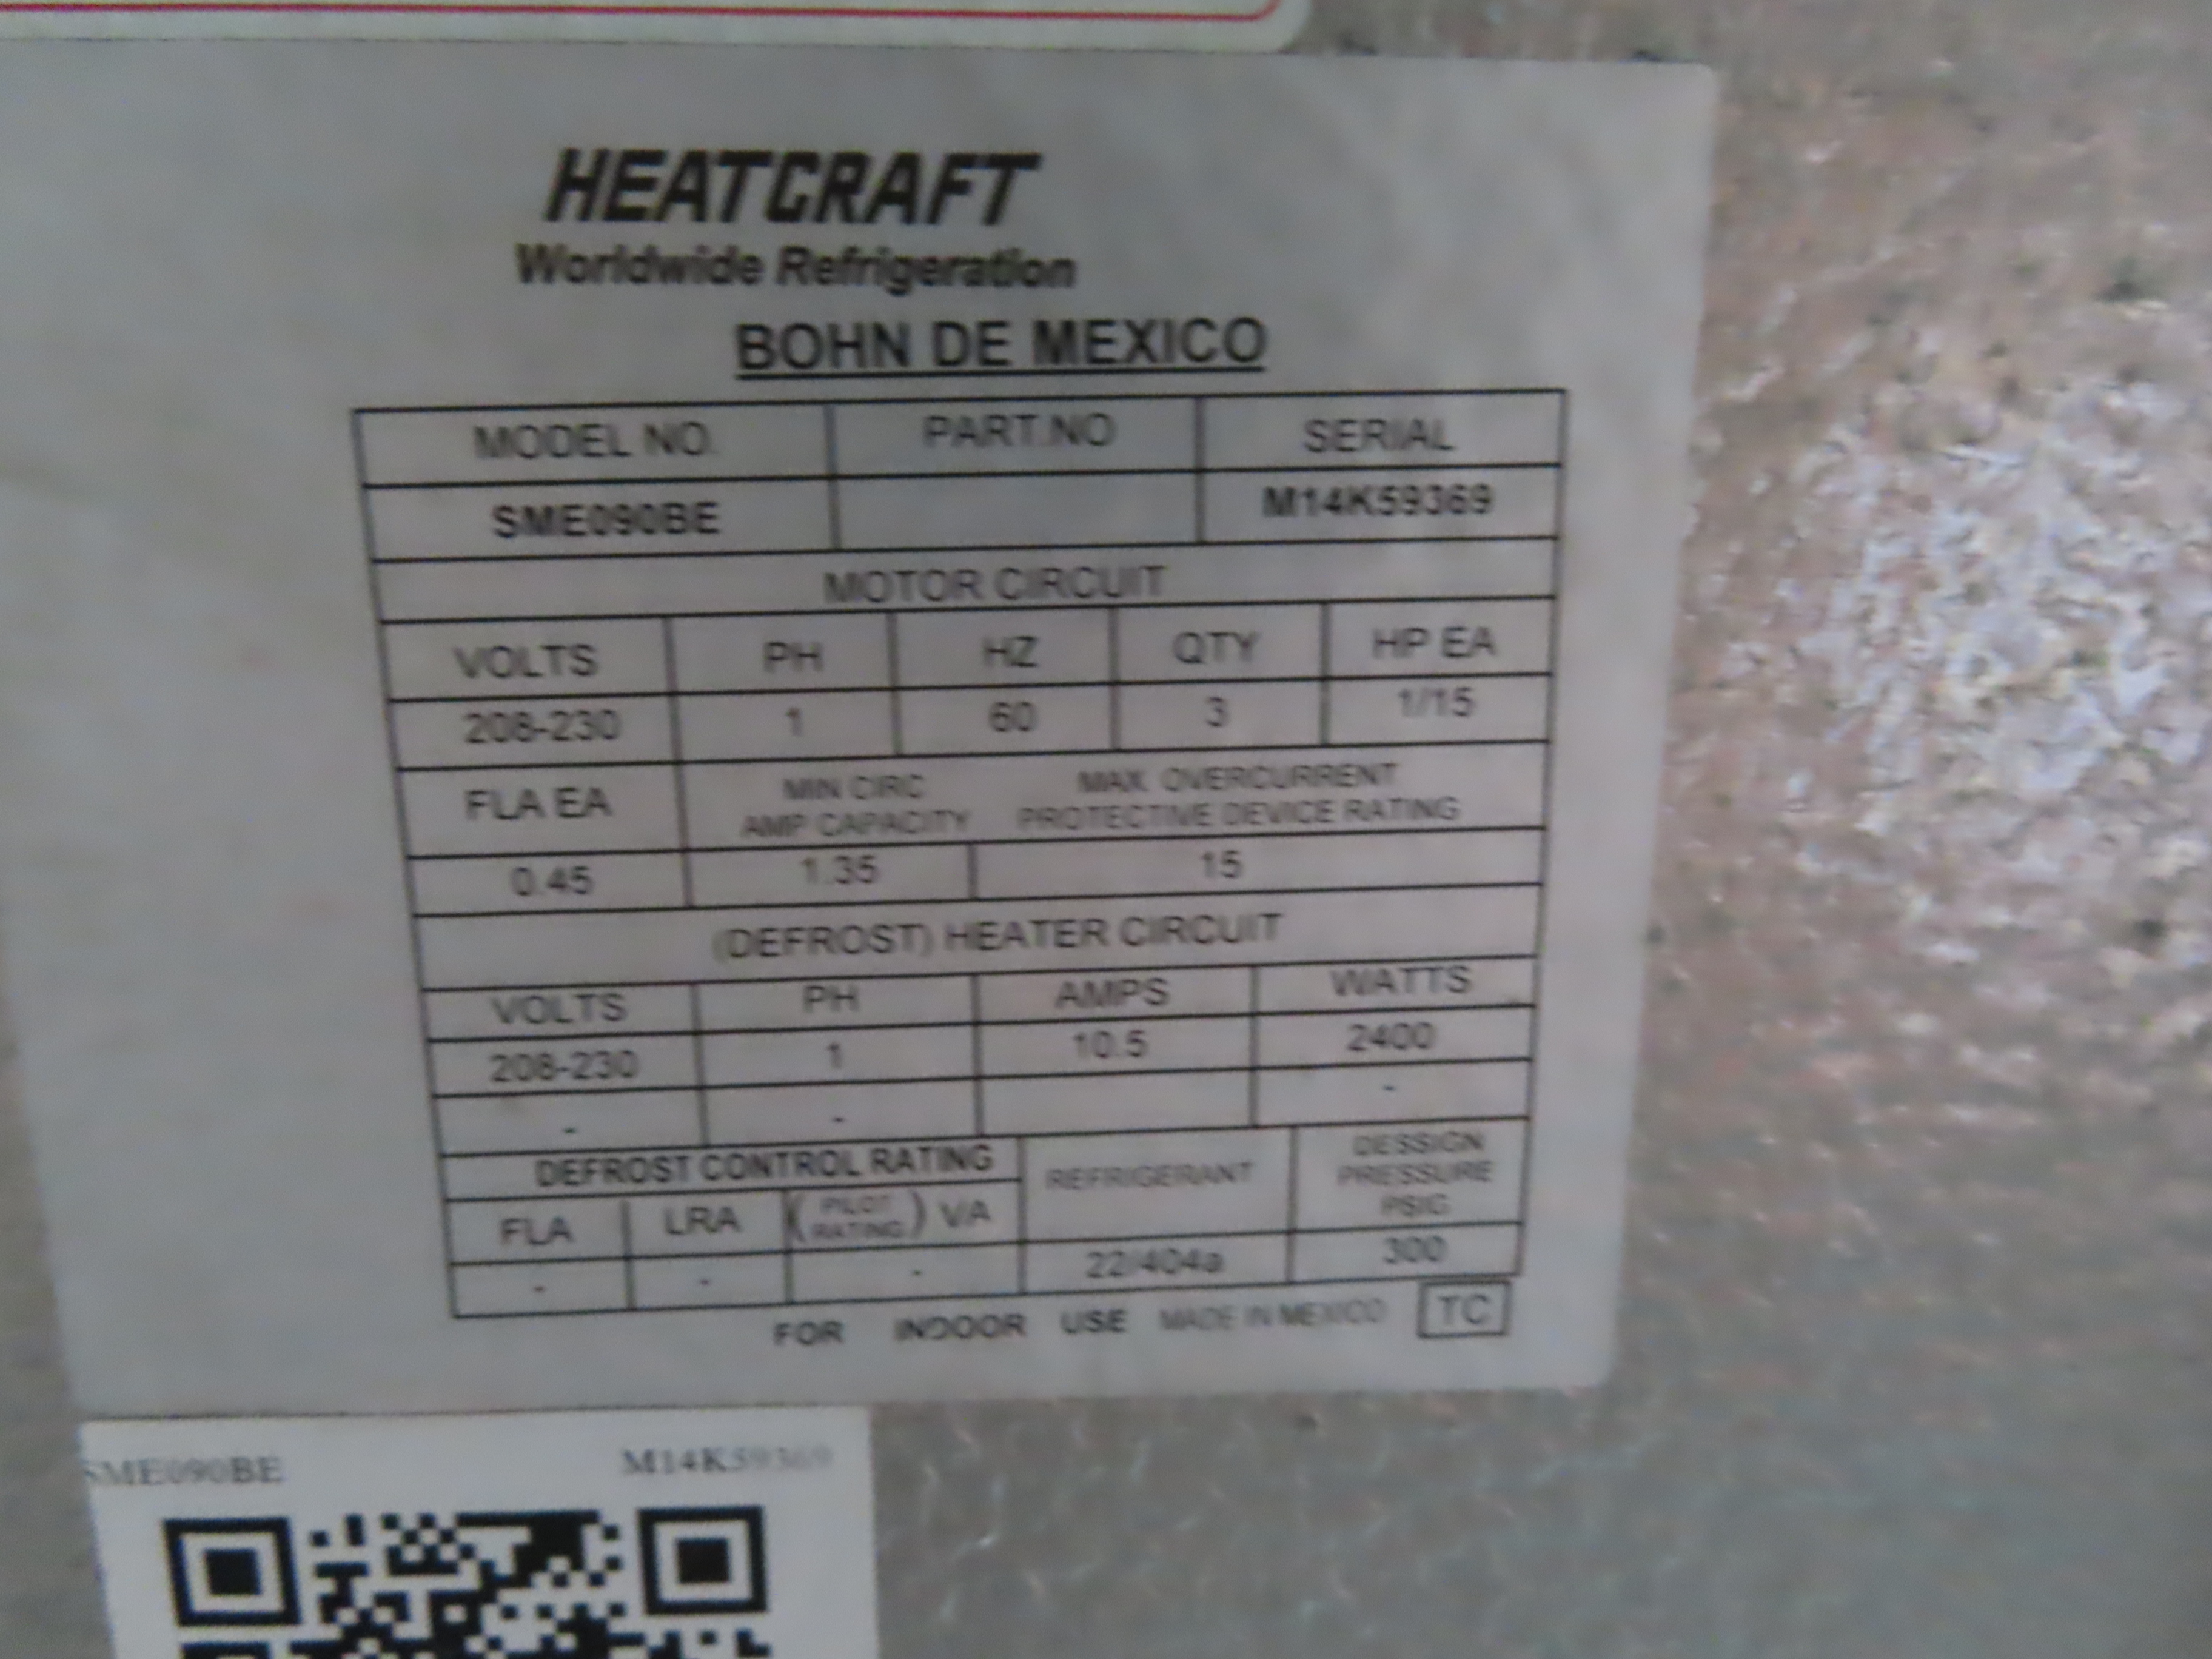 HEATCRAFT
Worldwide Refrigeration
BOHN DE MEXICO
MODEL NO. PART.NO SERIAL
SME090BE M14K59369
MOTOR CIRCUIT
VOLTS PH HZ QTY HP EA
208-230 1 60 3 1/15
FLA EA MIN CIRC AMP CAPACITY MAX. OVERCURRENT PROTECTIVE DEVICE RATING
0.45 1.35 15
(DEFROST) HEATER CIRCUIT
VOLTS PH AMPS WATTS
208-230 1 10.5 2400
- - -
DEFROST CONTROL RATING REFRIGERANT DESSIGN PRESSURE PSIG
FLA LRA (PILOT RATING) VA
- - - 22/404a 300
FOR INDOOR USE MADE IN MEXICO TC
SME090BE M14K59369